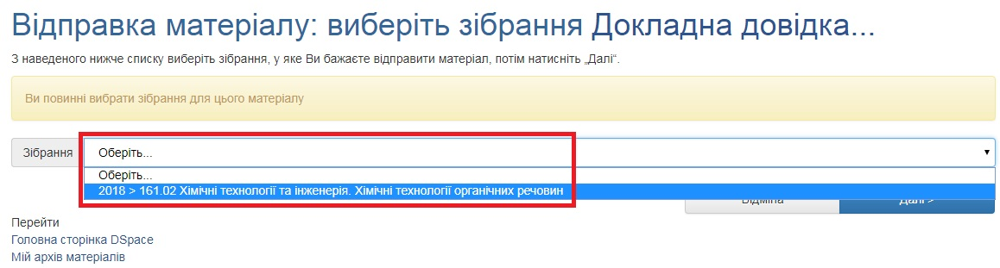 Відправка матеріалу: виберіть зібрання Докладна довідка...
З наведеного нижче списку виберіть зібрання, у яке Ви бажаєте відправити матеріал, потім натисніть „Далі“.
Ви повинні вибрати зібрання для цього матеріалу
Зібрання Оберіть...
Оберіть...
2018 > 161.02 Хімічні технології та інженерія. Хімічні технології органічних речовин
Відміна Далі >
Перейти
Головна сторінка DSpace
Мій архів матеріалів